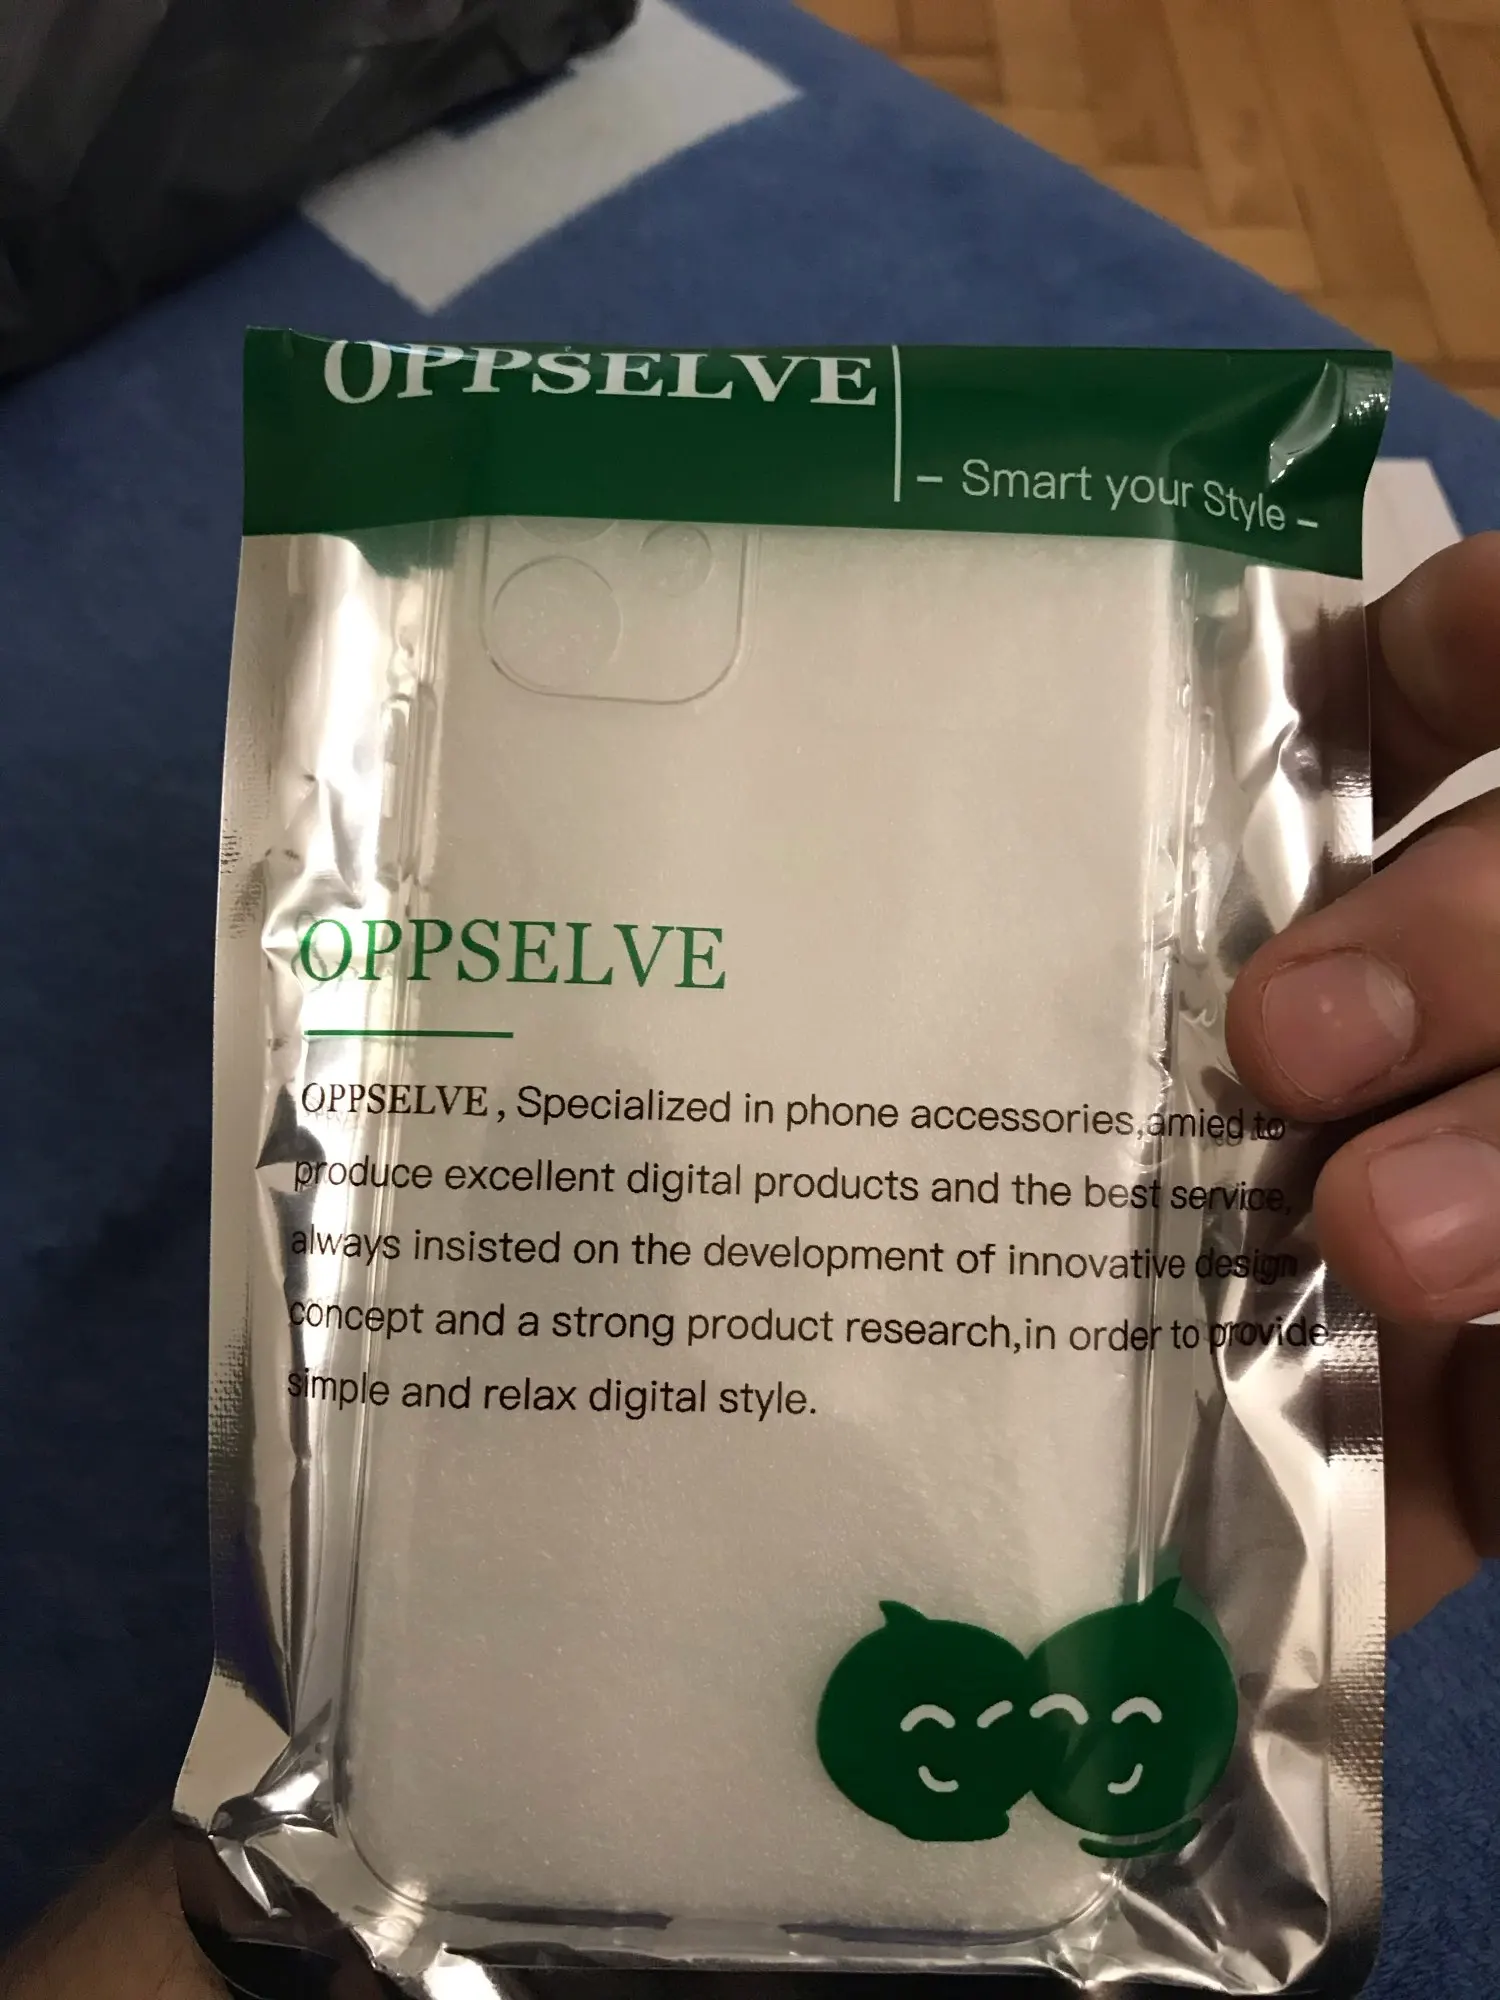 OPPSELVE
– Smart your Style –
OPPSELVE
OPPSELVE, Specialized in phone accessories,amied to
produce excellent digital products and the best service,
always insisted on the development of innovative design
concept and a strong product research,in order to provide
simple and relax digital style.